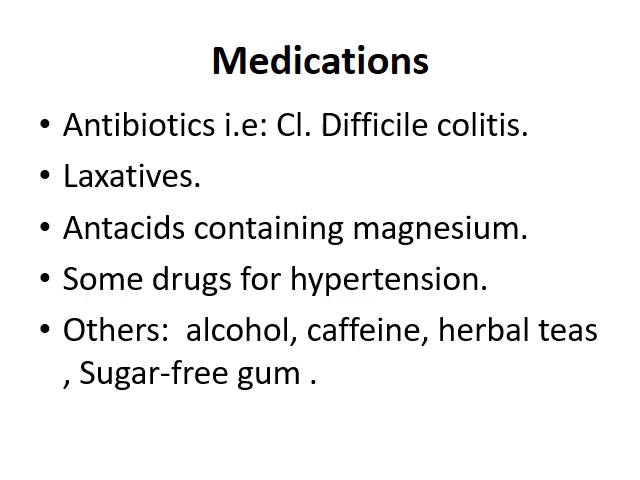 Medications
• Antibiotics i.e: Cl. Difficile colitis.
• Laxatives.
• Antacids containing magnesium.
• Some drugs for hypertension.
• Others:  alcohol, caffeine, herbal teas
, Sugar-free gum .